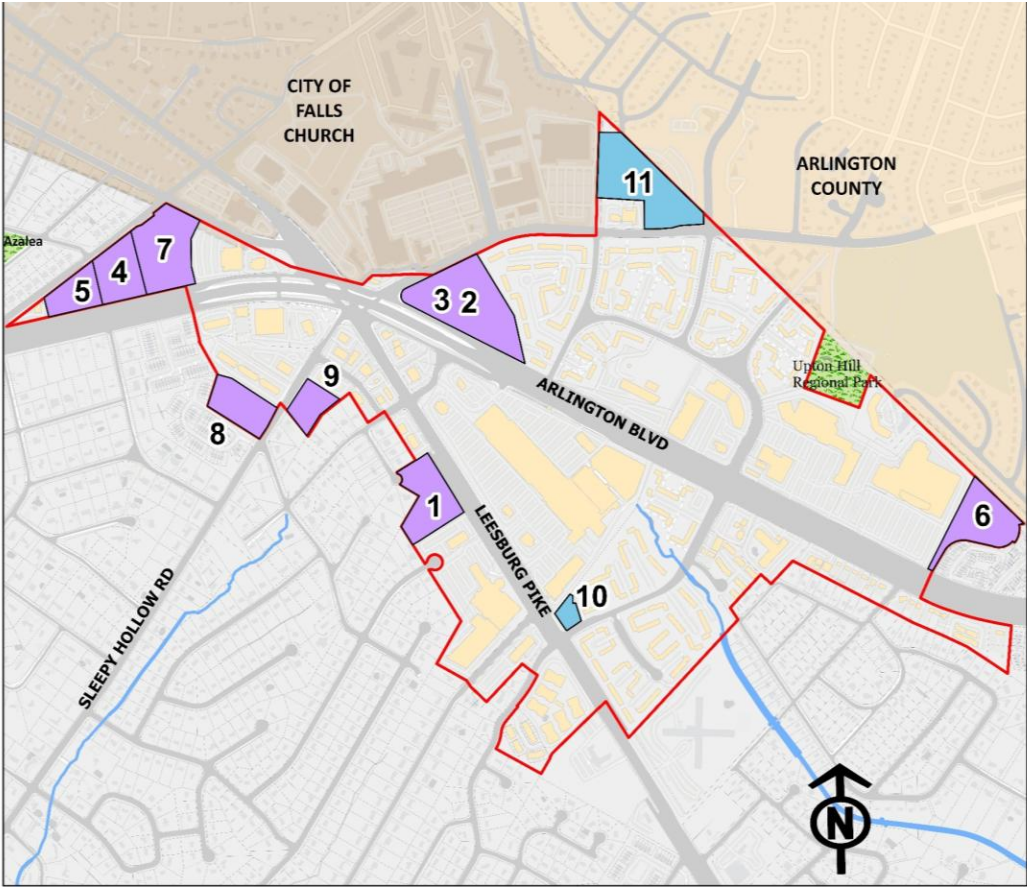 CITY OF
FALLS
CHURCH
ARLINGTON
COUNTY
11
Azalea
7
4
5
3 2
Upton Hill
Regional Park
9
ARLINGTON BLVD
8
1
6
LEESBURG PIKE
10
SLEEPY HOLLOW RD
N